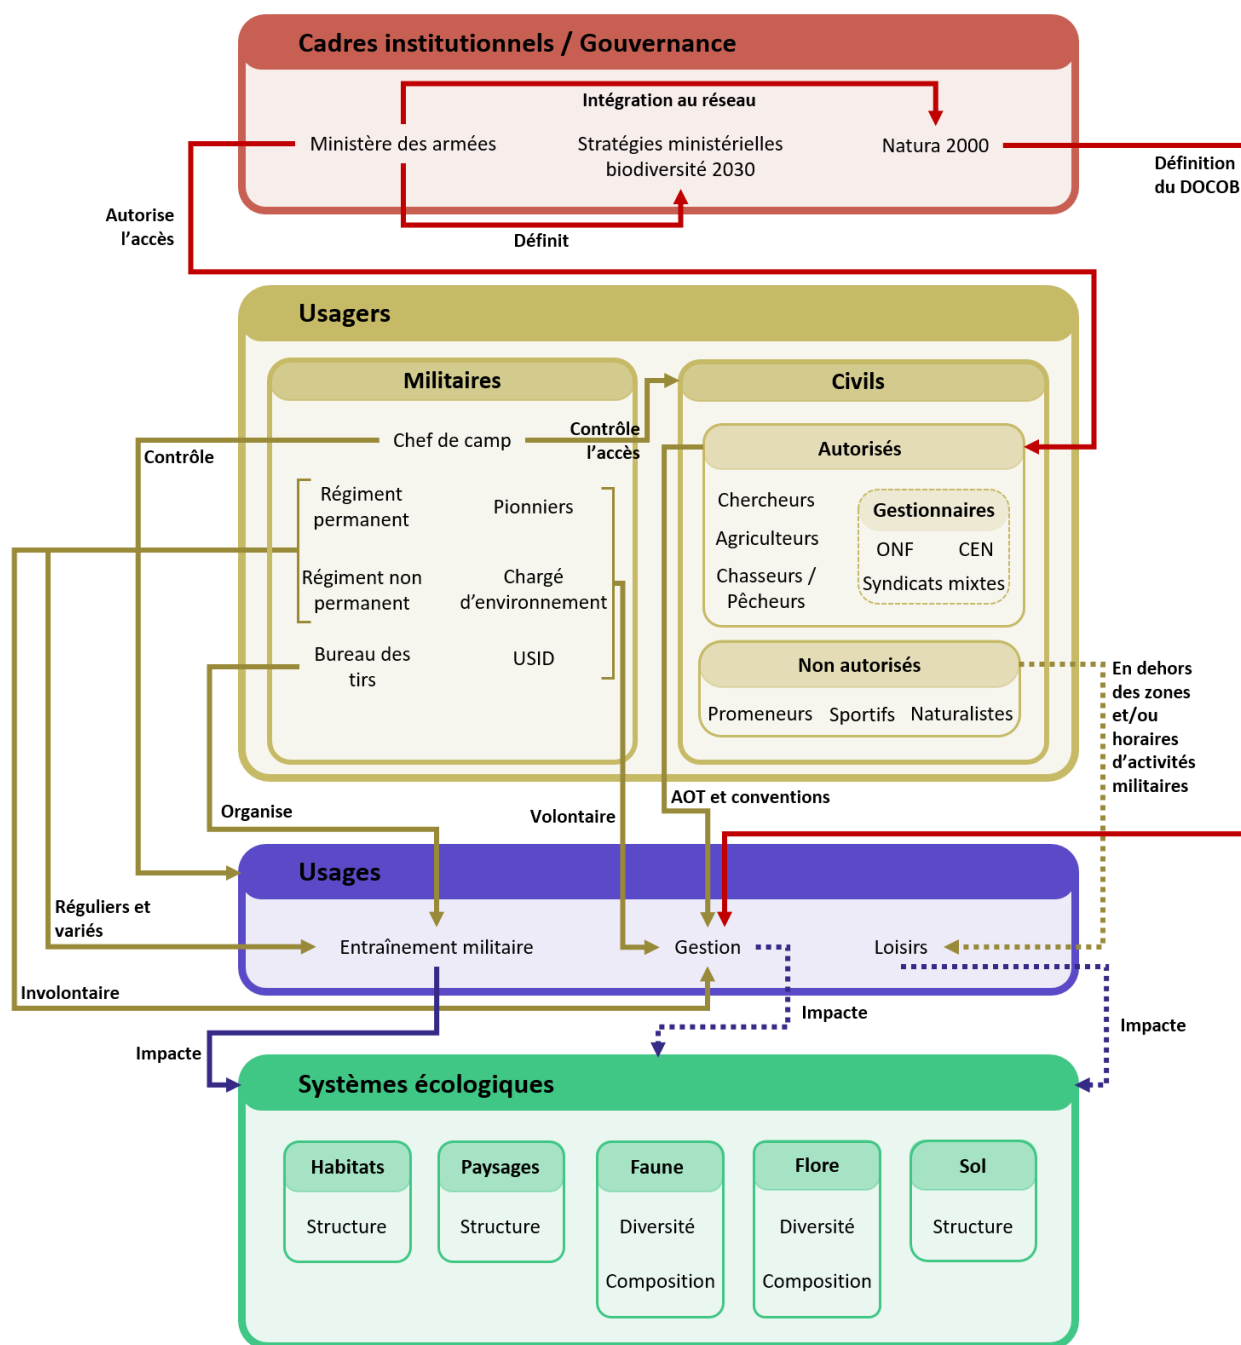 Cadres institutionnels / Gouvernance
Intégration au réseau
Ministère des armées
Stratégies ministérielles
biodiversité 2030
Natura 2000
Définition
du DOCOB
Autorise
l’accès
Définit
Usagers
Militaires
Civils
Chef de camp
Contrôle
l’accès
Contrôle
Autorisés
Régiment
permanent
Pionniers
Chercheurs
Gestionnaires
Agriculteurs
ONF
CEN
Régiment non
permanent
Chargé
d’environnement
Chasseurs /
Pêcheurs
Syndicats mixtes
Bureau des
tirs
USID
Non autorisés
Promeneurs
Sportifs
Naturalistes
En dehors
des zones
et/ou
horaires
d’activités
militaires
Organise
Volontaire
AOT et conventions
Usages
Réguliers et
variés
Entraînement militaire
Gestion
Loisirs
Involontaire
Impacte
Impacte
Impacte
Systèmes écologiques
Habitats
Paysages
Faune
Flore
Sol
Structure
Structure
Diversité
Diversité
Structure
Composition
Composition